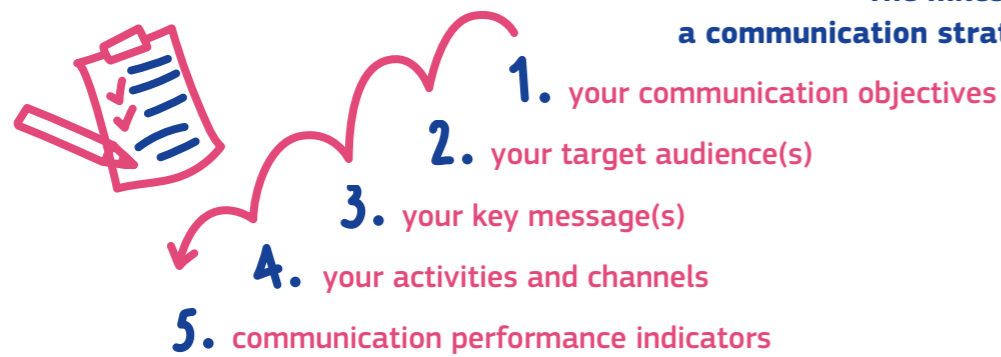 a communication
1. your communication objectives
2. your target audience(s)
3. your key message(s)
4. your activities and channels
5. communication performance indicators